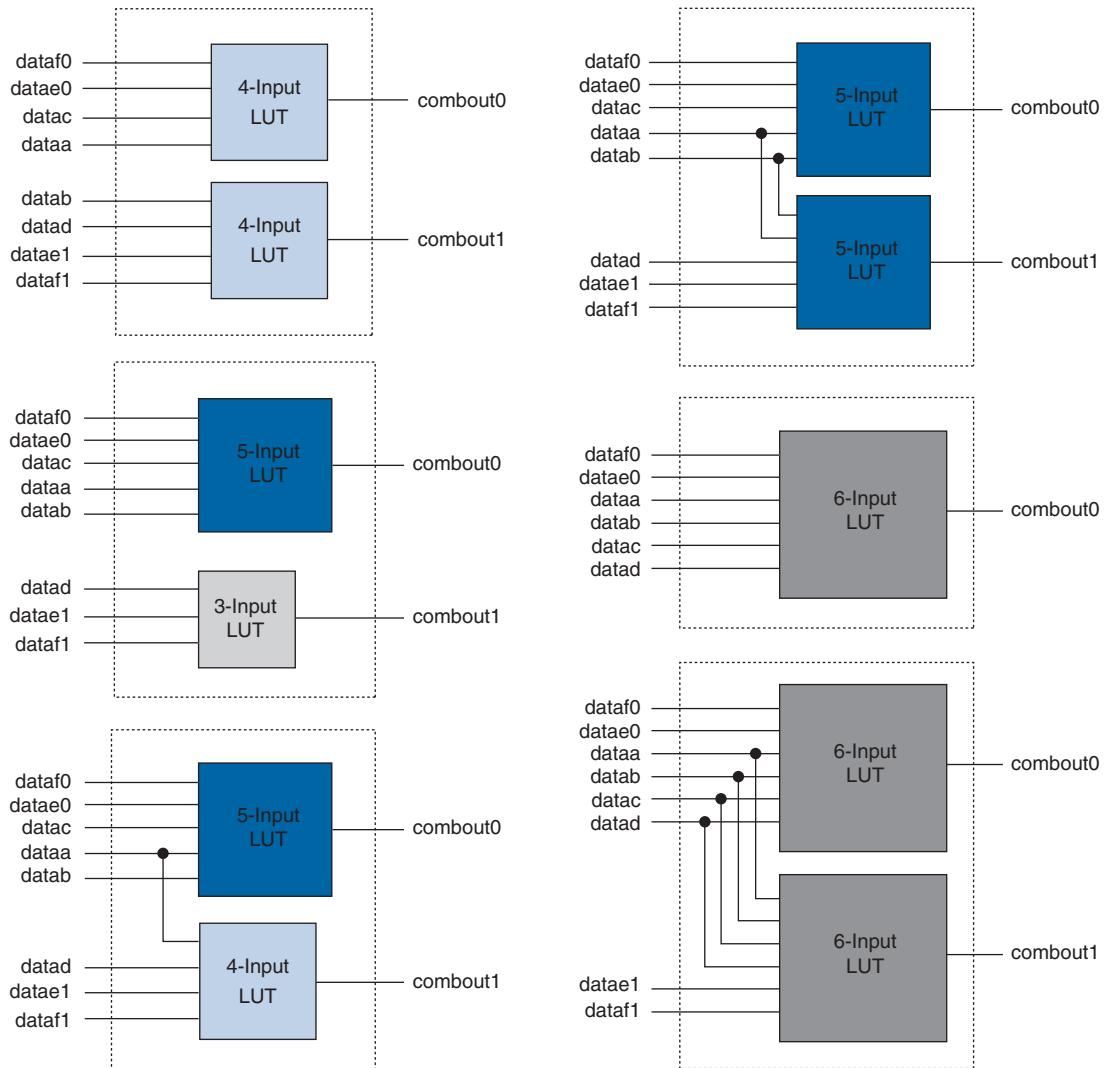 dataf0
datae0
datac
dataa
4-Input
LUT
combout0
datab
datad
datae1
dataf1
4-Input
LUT
combout1
dataf0
datae0
datac
dataa
datab
5-Input
LUT
combout0
datad
datae1
dataf1
3-Input
LUT
combout1
dataf0
datae0
datac
dataa
datab
5-Input
LUT
combout0
datad
datae1
dataf1
4-Input
LUT
combout1
dataf0
datae0
datac
dataa
datab
5-Input
LUT
combout0
datad
datae1
dataf1
5-Input
LUT
combout1
dataf0
datae0
dataa
datab
datac
datad
6-Input
LUT
combout0
dataf0
datae0
dataa
datab
datac
datad
6-Input
LUT
combout0
datae1
dataf1
6-Input
LUT
combout1